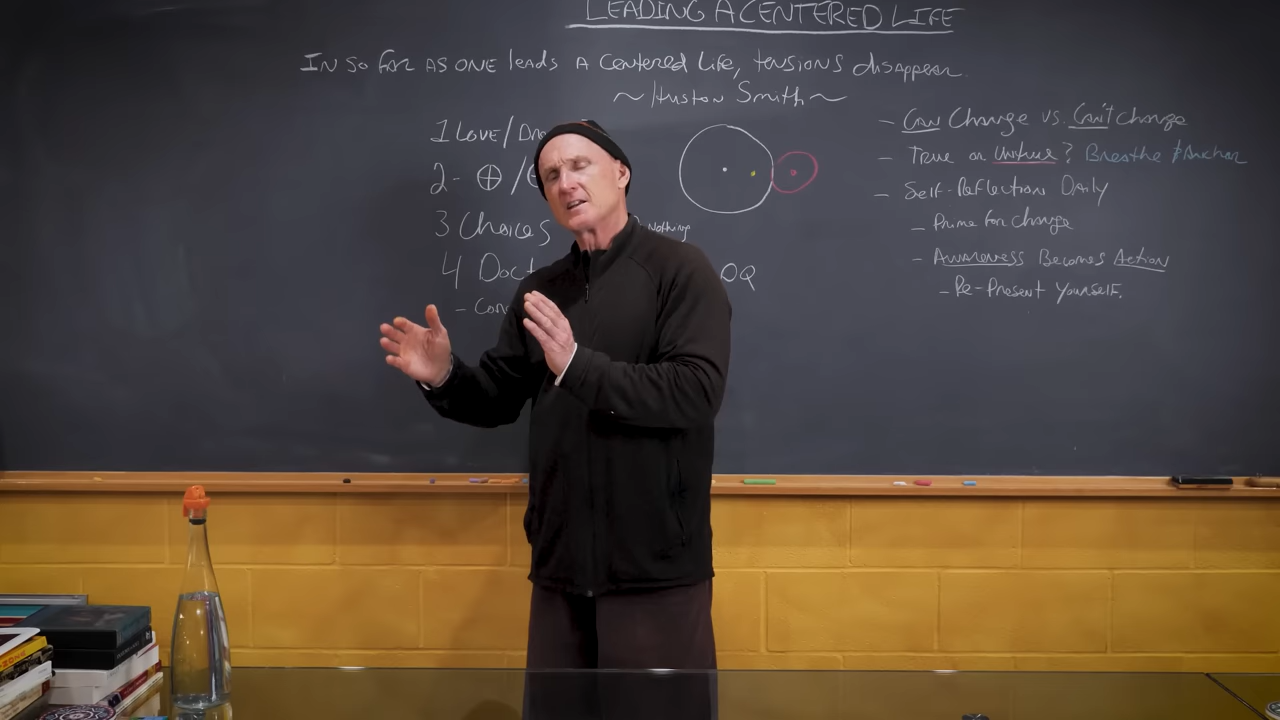 LEADING A CENTERED LIFE
IN SO FAR AS ONE leads A Centered Life, tENSIONS disappear.
~Huston Smith~
1 LOVE/
2- ⊕ /
3 Choices
Nothing
4 Doct
OQ
- Con
- CAN Change vs. Can't change
- True or Untrue? Breathe & Anchor
- Self-Reflection Daily
- Prime for Change
- AWARENESS Becomes Action
- Re-Present Yourself.